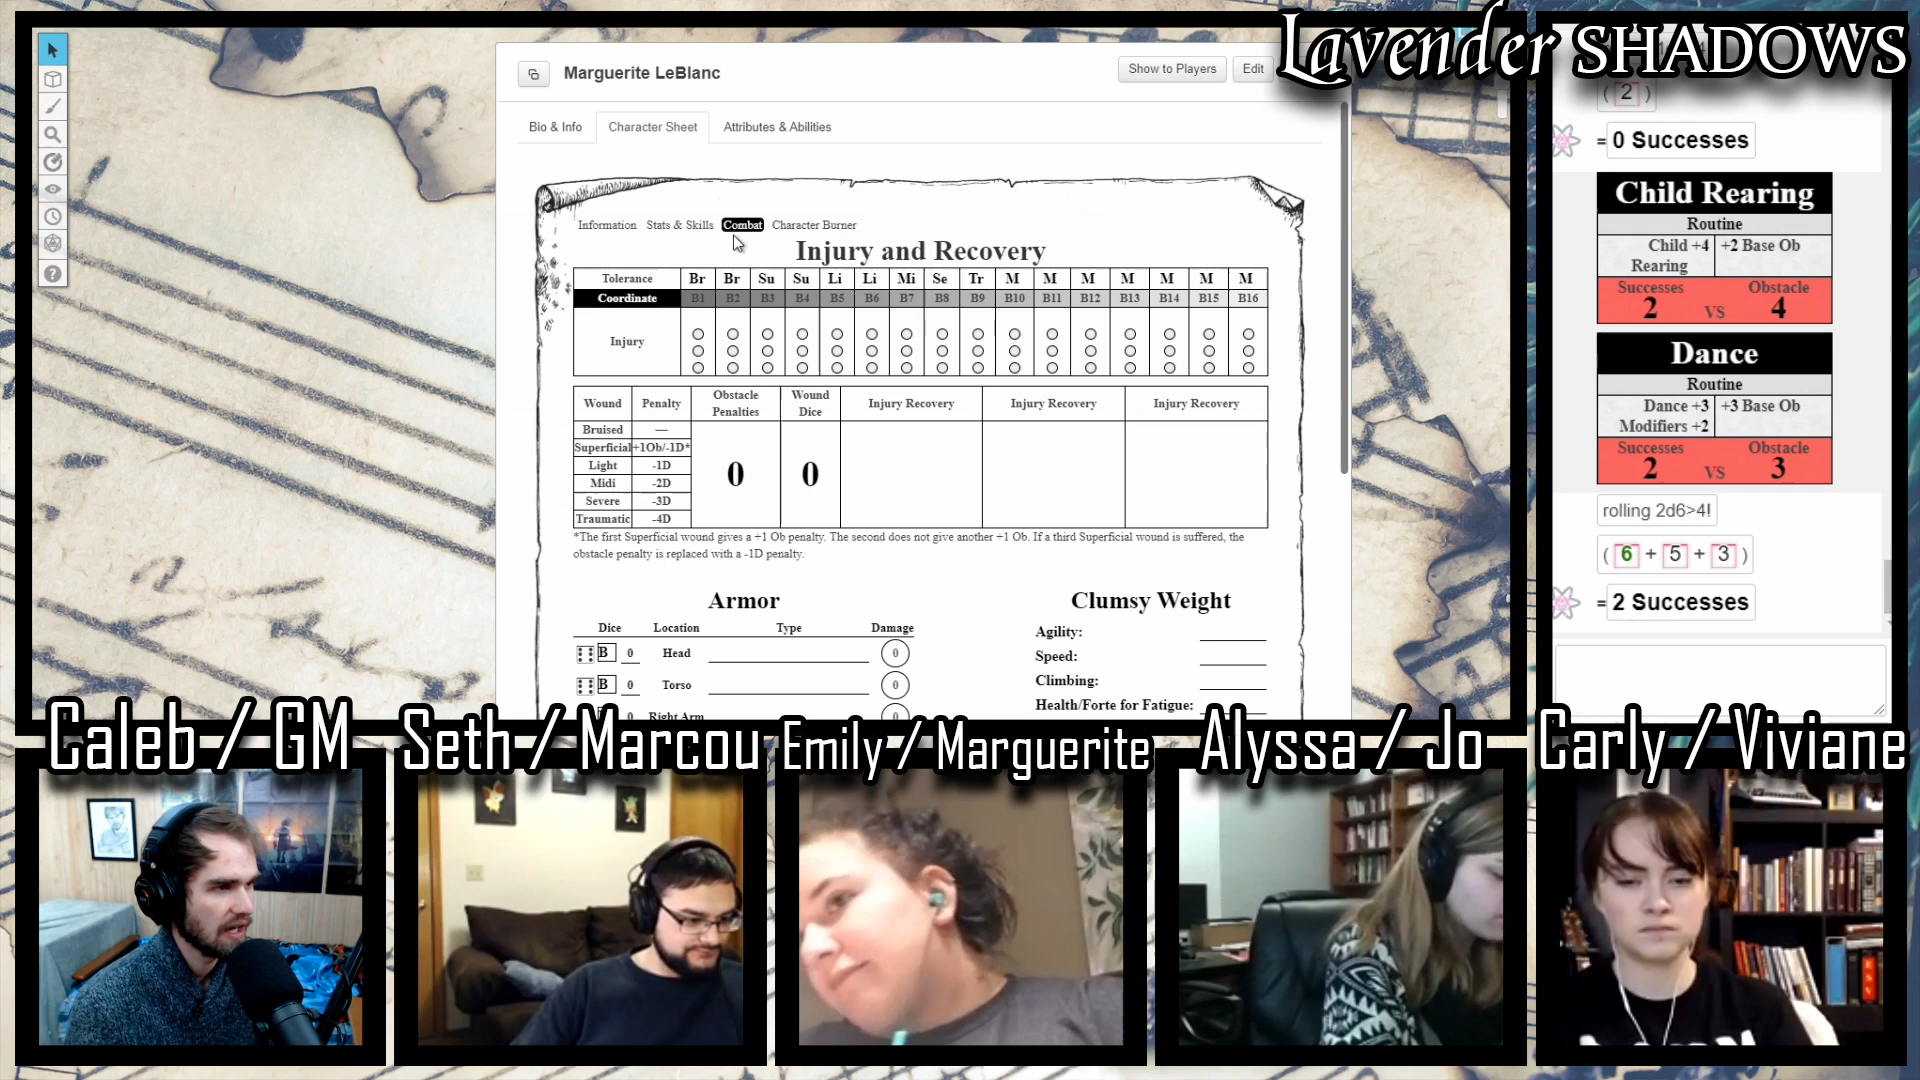 Lavender SHADOWS
Marguerite LeBlanc
Show to Players
Edit
Bio & Info
Character Sheet
Attributes & Abilities
Information Stats & Skills Combat Character Burner
Injury and Recovery
Tolerance Br Br Su Su Li Li Mi Se Tr M M M M M M M
Coordinate B1 B2 B3 B4 B5 B6 B7 B8 B9 B10 B11 B12 B13 B14 B15 B16
Injury
Wound Penalty Obstacle Penalties Wound Dice Injury Recovery Injury Recovery Injury Recovery
Bruised —
Superficial +1Ob/-1D*
Light -1D
Midi -2D
Severe -3D
Traumatic -4D
0 0
*The first Superficial wound gives a +1 Ob penalty. The second does not give another +1 Ob. If a third Superficial wound is suffered, the
obstacle penalty is replaced with a -1D penalty.
Armor
Dice Location Type Damage
B 0 Head 0
B 0 Torso 0
0 Right Arm 0
Clumsy Weight
Agility:
Speed:
Climbing:
Health/Forte for Fatigue:
( 2 )
= 0 Successes
Child Rearing
Routine
Child +4 +2 Base Ob
Rearing
Successes Obstacle
2 VS 4
Dance
Routine
Dance +3 +3 Base Ob
Modifiers +2
Successes Obstacle
2 VS 3
rolling 2d6>4!
( 6 + 5 + 3 )
= 2 Successes
Caleb / GM
Seth / Marcou
Emily / Marguerite
Alyssa / Jo
Carly / Viviane